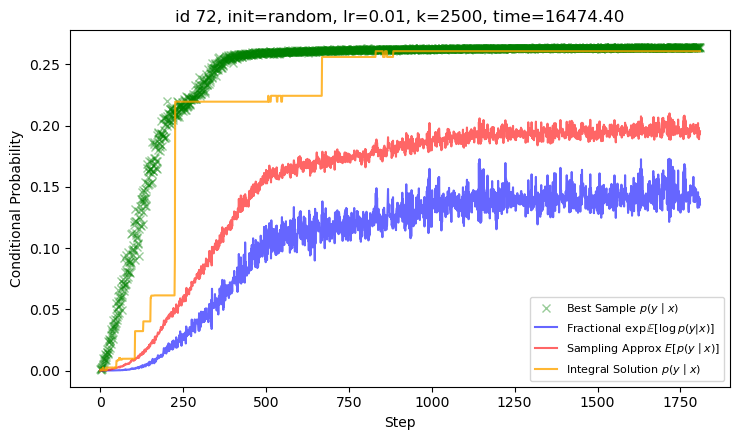 id 72, init=random, lr=0.01, k=2500, time=16474.40
Conditional Probability
0.25
0.20
0.15
0.10
0.05
0.00
Best Sample p(y | x)
Fractional exp 𝔼[log p(y|x)]
Sampling Approx E[p(y | x)]
Integral Solution p(y | x)
0
250
500
750
1000
1250
1500
1750
Step